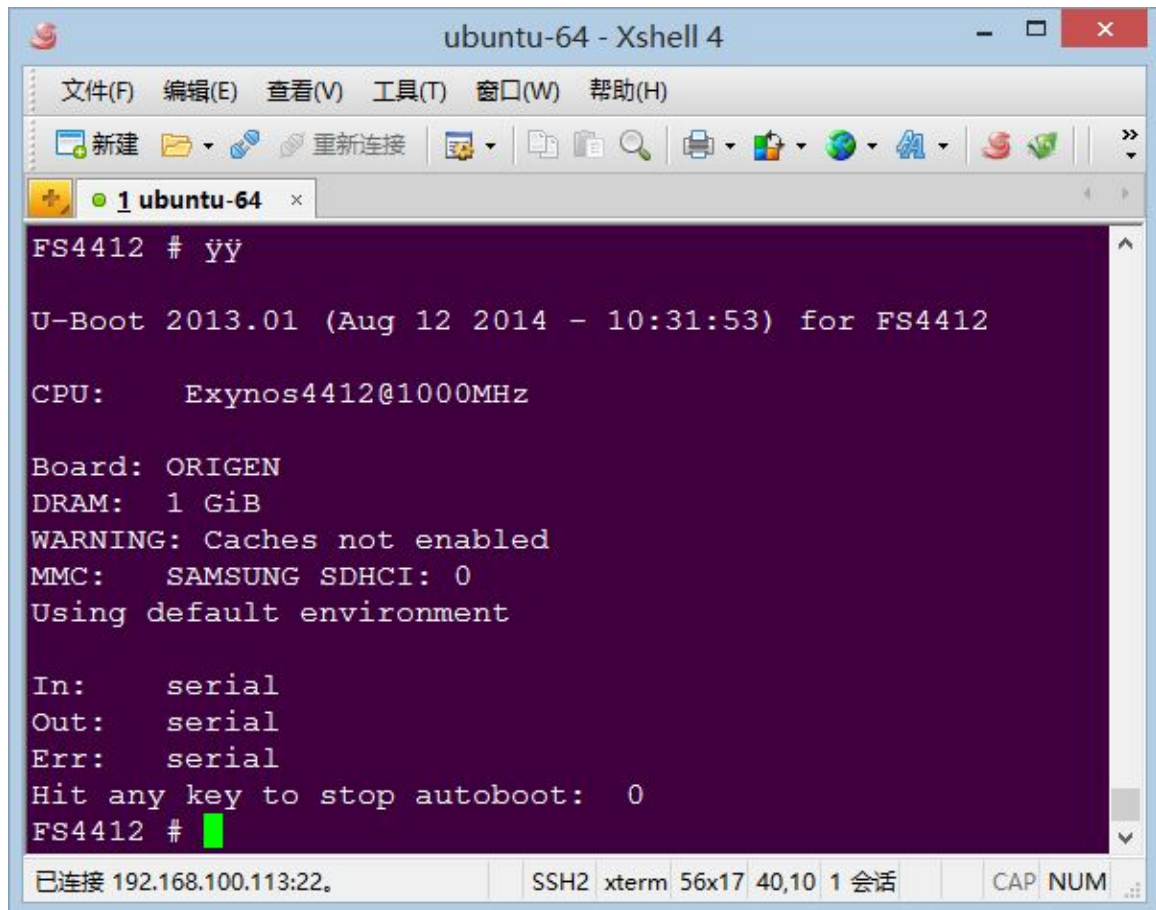 ubuntu-64 - Xshell 4
文件(F) 编辑(E) 查看(V) 工具(T) 窗口(W) 帮助(H)
新建 重新连接
1 ubuntu-64
FS4412 # ÿÿ
U-Boot 2013.01 (Aug 12 2014 - 10:31:53) for FS4412
CPU: Exynos4412@1000MHz
Board: ORIGEN
DRAM: 1 GiB
WARNING: Caches not enabled
MMC: SAMSUNG SDHCI: 0
Using default environment
In: serial
Out: serial
Err: serial
Hit any key to stop autoboot: 0
FS4412 #
已连接 192.168.100.113:22。 SSH2 xterm 56x17 40,10 1 会话 CAP NUM